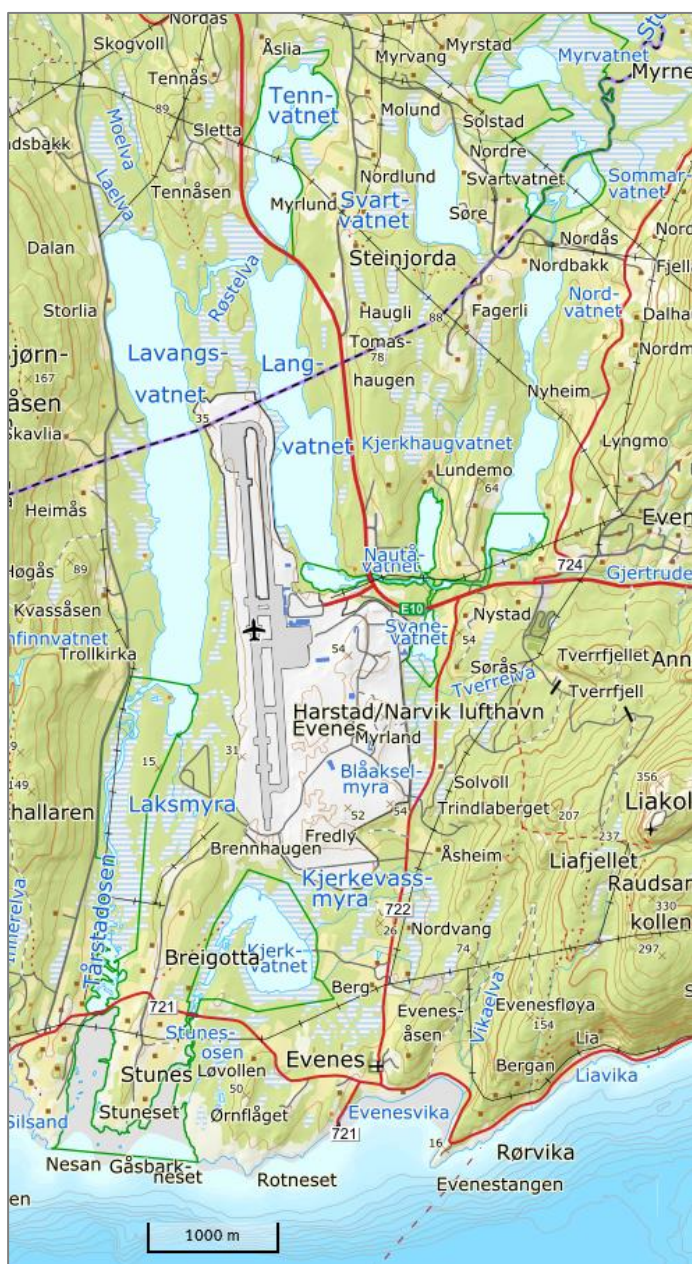 Nordås
Skogvoll
Åslia
Myrstad
Myrvang
Myrvatnet
Myrne
Tennås
Tenn-
vatnet
Molund
89
Sletta
Solstad
Moelva
Nordre
Laelva
Tennåsen
Nordlund
Svartvatnet
Sommar-
vatnet
Myrlund
Svart-
vatnet
Søre
Dalan
Nordås
Steinjorda
Nordbakk
Røstelva
Storlia
Haugli
Fagerli
Nord-
vatnet
88
Lavangs-
vatnet
Lang-
vatnet
Tomas-
haugen
78
167
Nyheim
35
Skavlia
Kjerkhaugvatnet
Lyngmo
Lundemo
64
Heimås
Nautå-
vatnet
724
89
Høgås
E10
Kvassåsen
Svane-
vatnet
Nystad
54
Trollkirka
54
Sørås
Tverrfjellet
Tverrelva
Tverrfjell
Harstad/Narvik lufthavn
Evenes
Myrland
15
31
Blåaksel-
myra
Solvoll
356
149
Laksmyra
52
54
Trindlaberget
207
Fredly
237
Brennhaugen
Åsheim
Liafjellet
Kjerkevass-
myra
722
Raudsan
kollen
330
26
Nordvang
Tårstadosen
Breigotta
Kjerk-
vatnet
74
297
Berg
Vikaelva
721
Stunes-
osen
Evenes-
åsen
Evenesfløya
154
Lia
Evenes
Løvollen
Bergan
Stunes
50
Liavika
Stuneset
Ørnflåget
Evenesvika
721
16
Rørvika
Nesan
Gåsbark-
neset
Rotneset
Evenestangen
1000 m